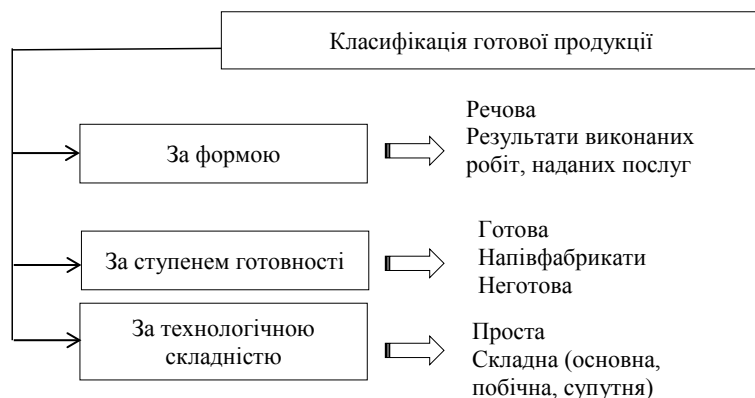 Класифікація готової продукції
За формою
Речова
Результати виконаних
робіт, наданих послуг
За ступенем готовності
Готова
Напівфабрикати
Неготова
За технологічною
складністю
Проста
Складна (основна,
побічна, супутня)